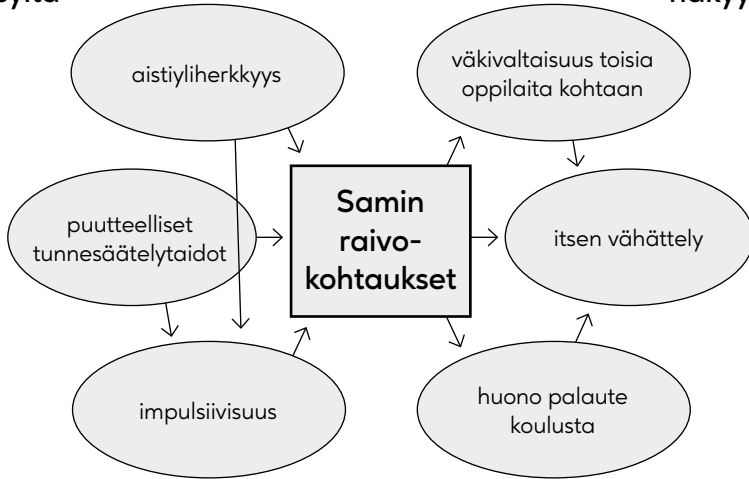 aistiyliherkkyys
väkivaltaisuus toisia
oppilaita kohtaan
puutteelliset
tunnesäätelytaidot
Samin
raivo-
kohtaukset
itsen vähättely
impulsiivisuus
huono palaute
koulusta